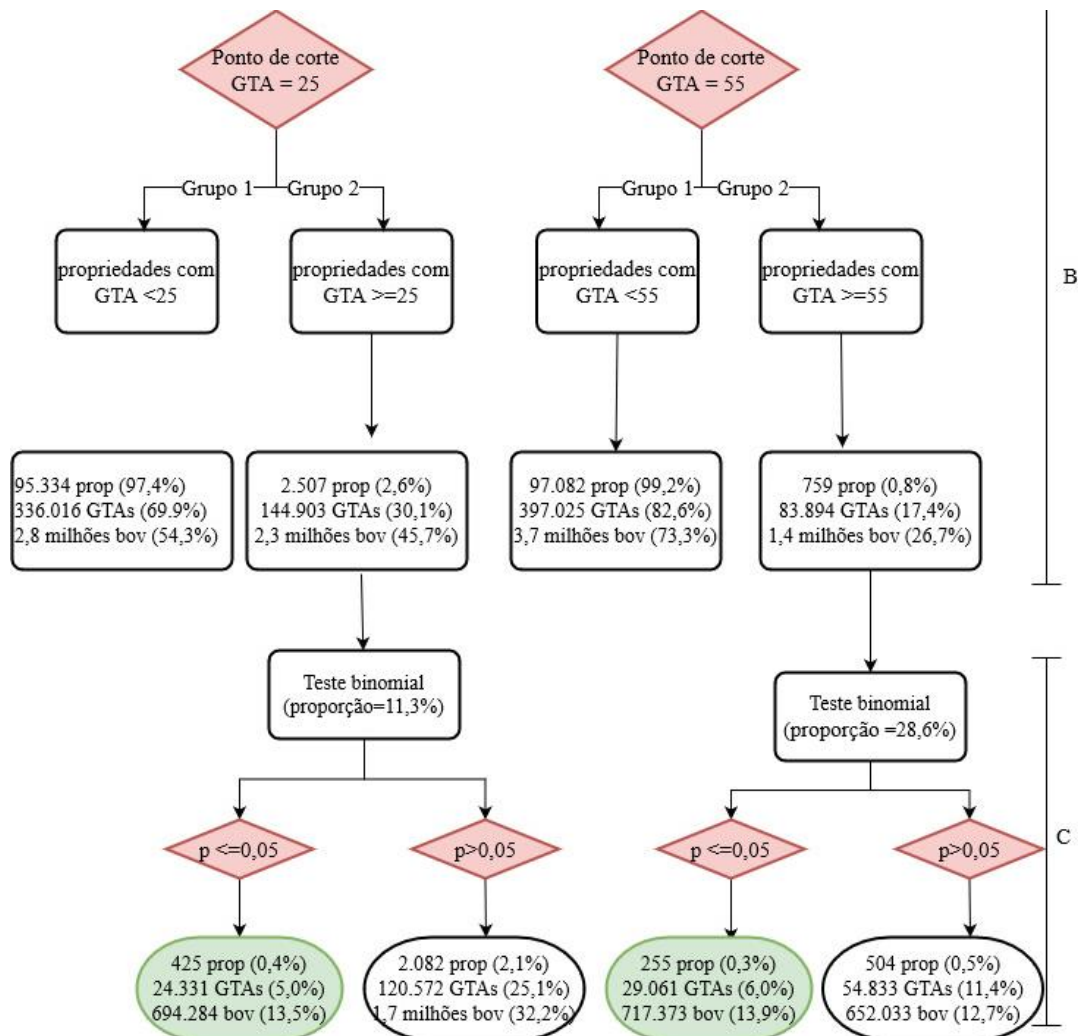 Ponto de corte
GTA = 25
Ponto de corte
GTA = 55
Grupo 1
Grupo 2
Grupo 1
Grupo 2
propriedades com
GTA <25
propriedades com
GTA >=25
propriedades com
GTA <55
propriedades com
GTA >=55
B
95.334 prop (97,4%)
336.016 GTAs (69.9%)
2,8 milhões bov (54,3%)
2.507 prop (2,6%)
144.903 GTAs (30,1%)
2,3 milhões bov (45,7%)
97.082 prop (99,2%)
397.025 GTAs (82,6%)
3,7 milhões bov (73,3%)
759 prop (0,8%)
83.894 GTAs (17,4%)
1,4 milhões bov (26,7%)
Teste binomial
(proporção=11,3%)
Teste binomial
(proporção =28,6%)
p <=0,05
p>0,05
p <=0,05
p>0,05
C
425 prop (0,4%)
24.331 GTAs (5,0%)
694.284 bov (13,5%)
2.082 prop (2,1%)
120.572 GTAs (25,1%)
1,7 milhões bov (32,2%)
255 prop (0,3%)
29.061 GTAs (6,0%)
717.373 bov (13,9%)
504 prop (0,5%)
54.833 GTAs (11,4%)
652.033 bov (12,7%)